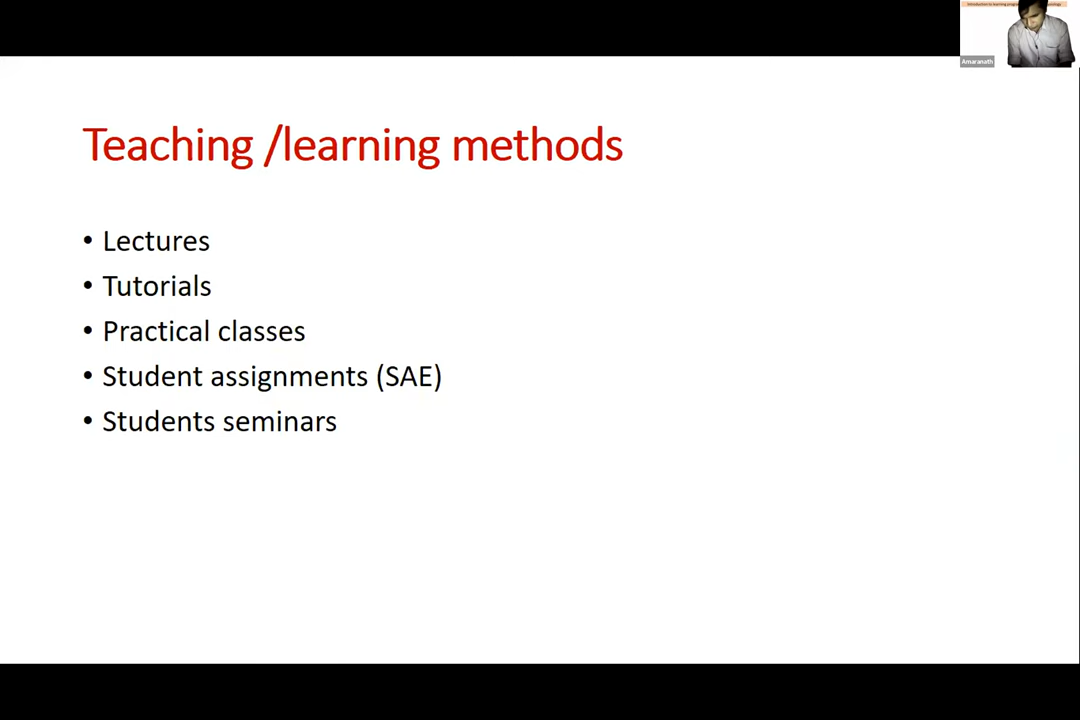 Amaranath
Teaching /learning methods
• Lectures
• Tutorials
• Practical classes
• Student assignments (SAE)
• Students seminars